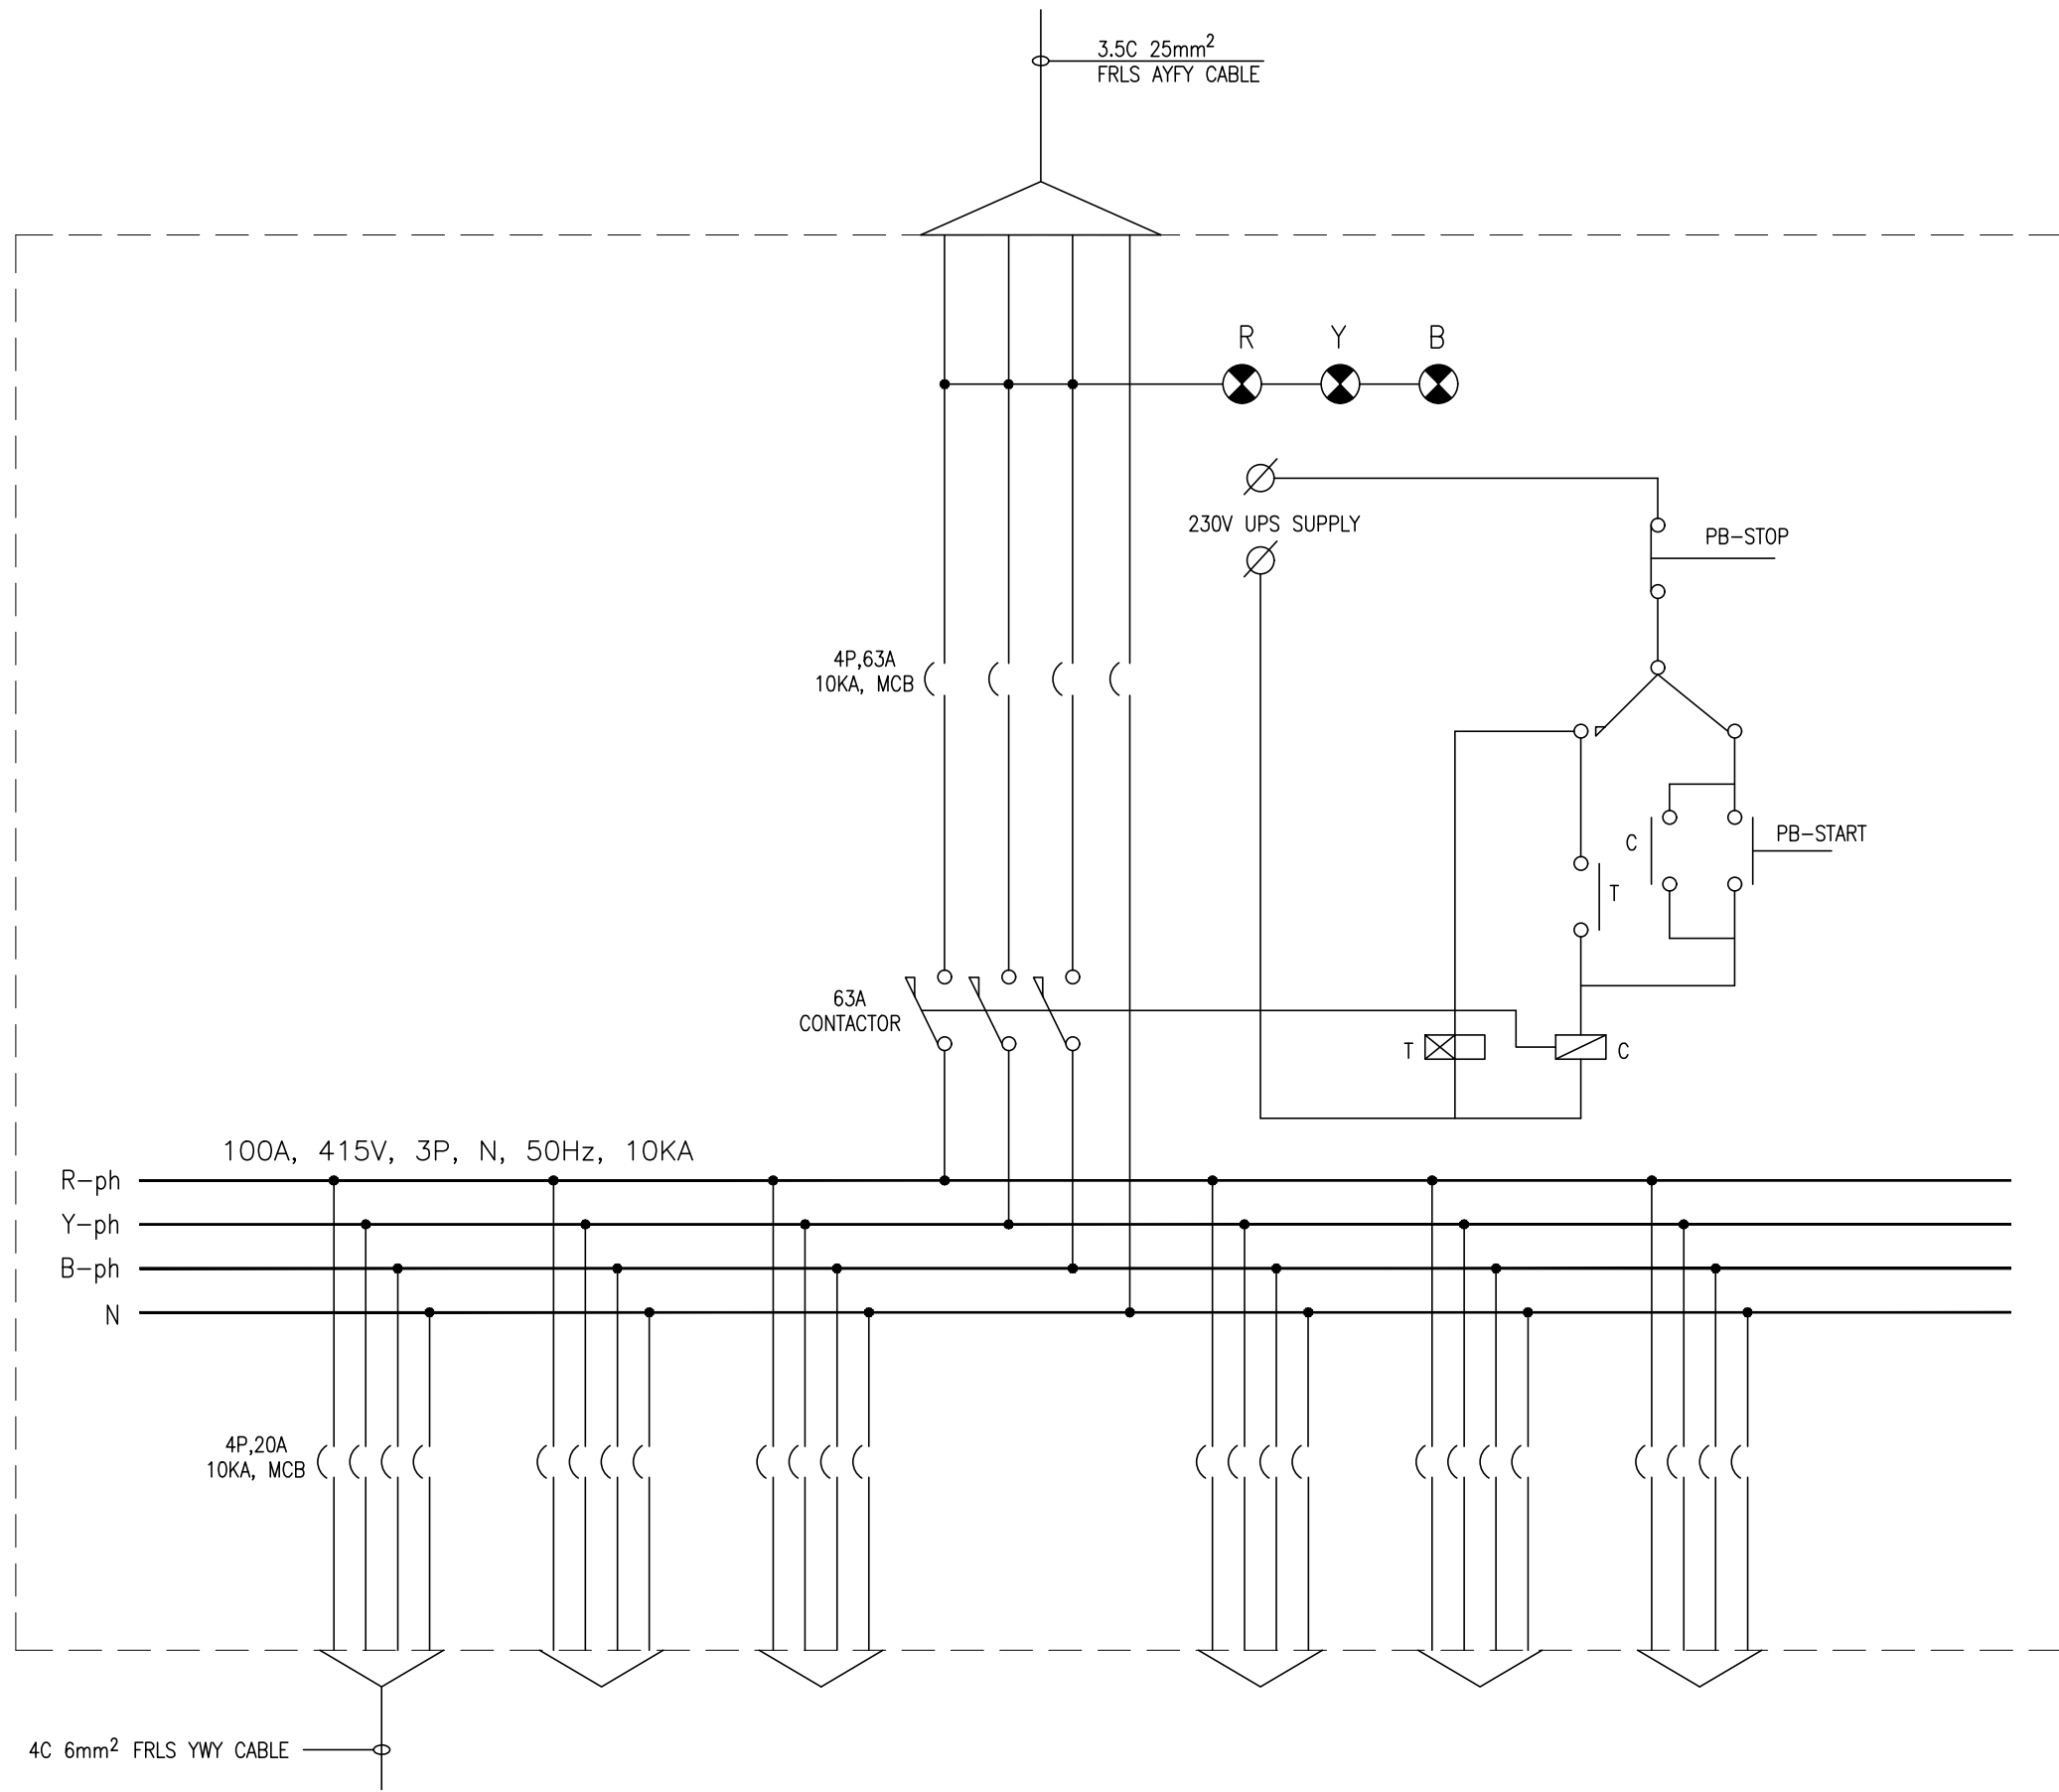 3.5C 25mm²
FRLS AYFY CABLE
R Y B
230V UPS SUPPLY
PB-STOP
4P,63A
10KA, MCB
C
PB-START
T
63A
CONTACTOR
T
C
100A, 415V, 3P, N, 50Hz, 10KA
R-ph
Y-ph
B-ph
N
4P,20A
10KA, MCB
4C 6mm² FRLS YWY CABLE